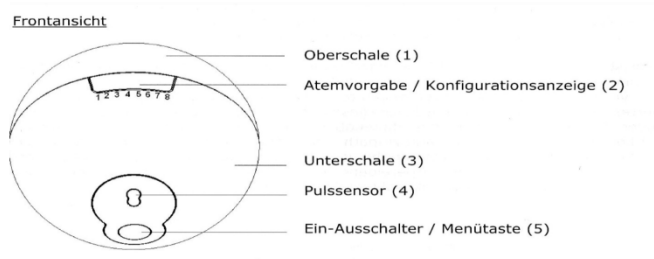 Frontansicht
Oberschale (1)
Atemvorgabe / Konfigurationsanzeige (2)
1 2 3 4 5 6 7 8
Unterschale (3)
Pulssensor (4)
Ein-Ausschalter / Menütaste (5)